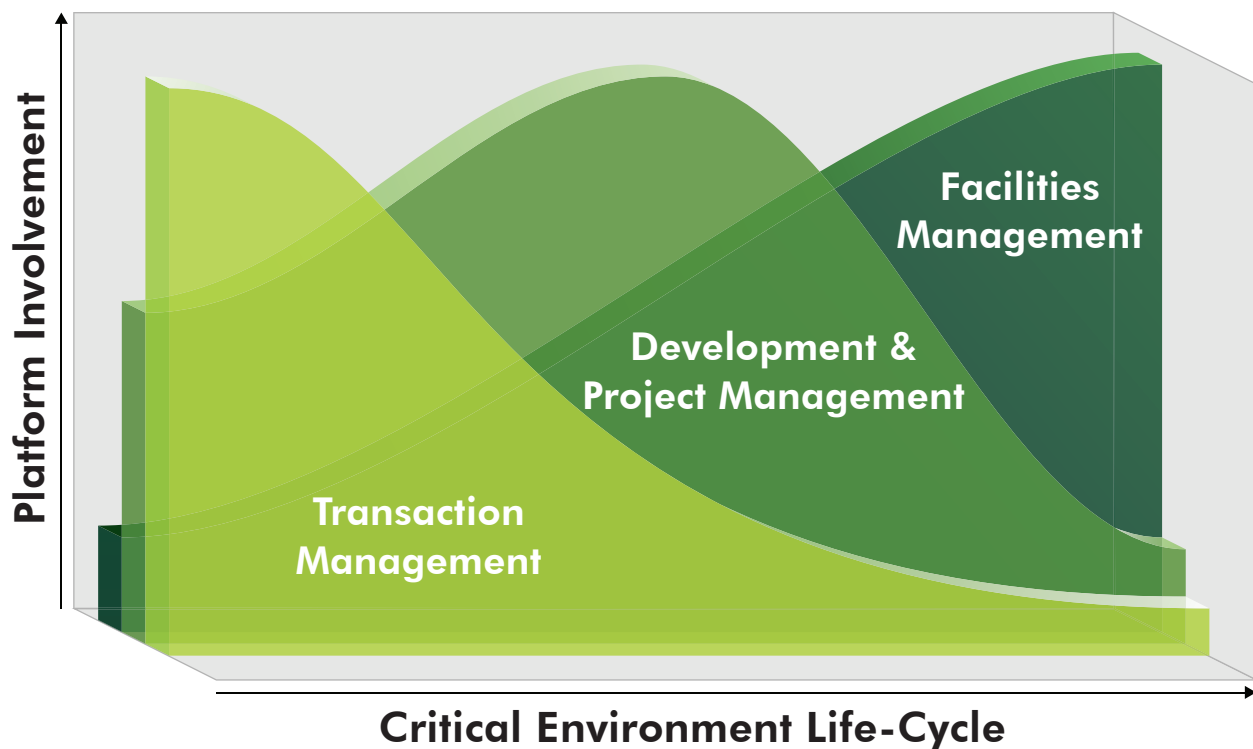 Platform Involvement
Facilities
Management
Development &
Project Management
Transaction
Management
Critical Environment Life-Cycle